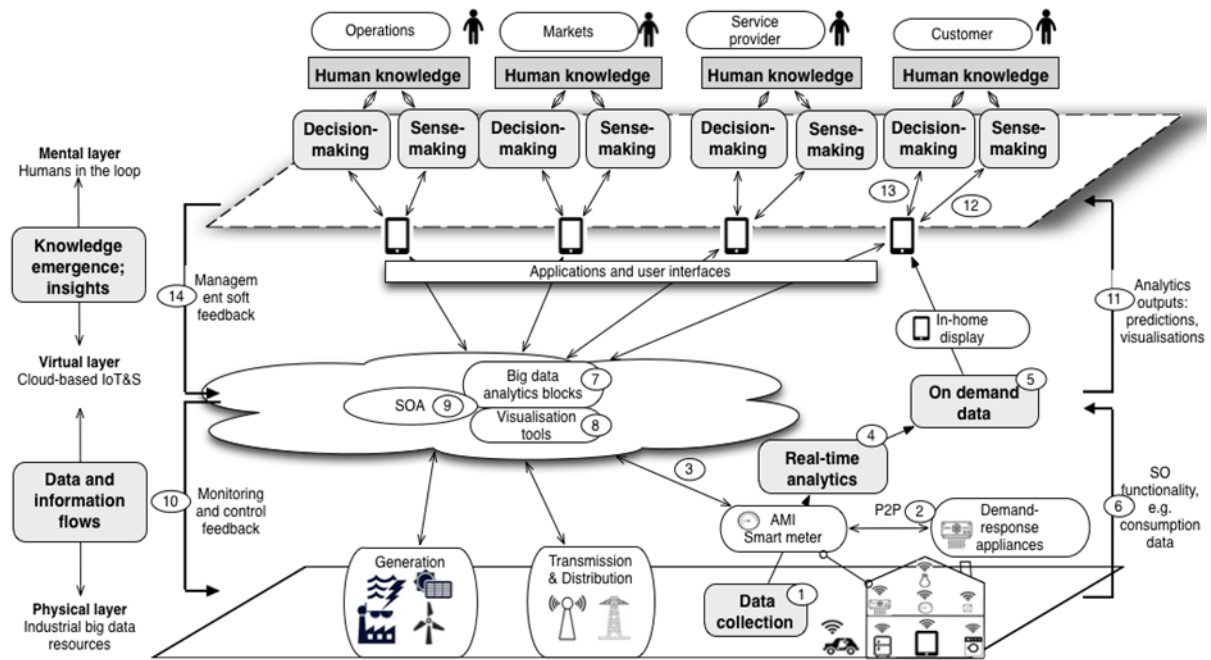 Operations
Markets
Service
provider
Customer
Human knowledge
Human knowledge
Human knowledge
Human knowledge
Decision-
making
Sense-
making
Decision-
making
Sense-
making
Decision-
making
Sense-
making
Decision-
making
Sense-
making
Mental layer
Humans in the loop
13
12
Knowledge
emergence;
insights
14
Managem
ent soft
feedback
Applications and user interfaces
11
Analytics
outputs:
predictions,
visualisations
In-home
display
Virtual layer
Cloud-based IoT&S
Big data
analytics blocks
7
SOA
9
Visualisation
tools
8
On demand
data
5
4
Real-time
analytics
3
Data and
information
flows
10
Monitoring
and control
feedback
SO
functionality,
e.g.
consumption
data
6
AMI
Smart meter
P2P
2
Demand-
response
appliances
Generation
Transmission
& Distribution
Data
collection
1
Physical layer
Industrial big data
resources